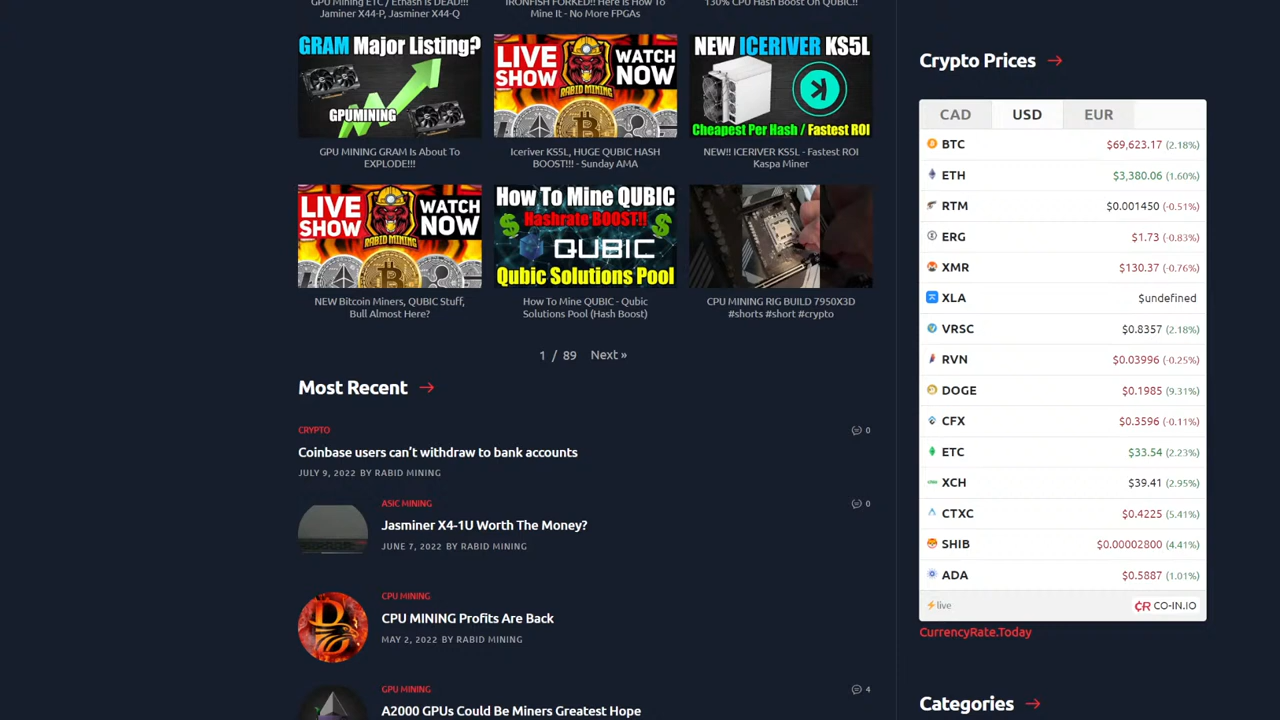 GPU Mining ETC / Ethash is DEAD!!!
Jaminer X44-P, Jasminer X44-Q
IRONFISH FORKED!! Here Is How To
Mine It - No More FPGAs
130% CPU Hash Boost On QUBIC!!
GRAM Major Listing?
GPUMINING
LIVE SHOW
WATCH NOW
RABID MINING
NEW ICERIVER KS5L
Cheapest Per Hash / Fastest ROI
GPU MINING GRAM Is About To
EXPLODE!!!
Iceriver KS5L, HUGE QUBIC HASH
BOOST!!! - Sunday AMA
NEW!! ICERIVER KS5L - Fastest ROI
Kaspa Miner
LIVE SHOW
WATCH NOW
RABID MINING
How To Mine QUBIC
Hashrate BOOST!!
QUBIC
Qubic Solutions Pool
NEW Bitcoin Miners, QUBIC Stuff,
Bull Almost Here?
How To Mine QUBIC - Qubic
Solutions Pool (Hash Boost)
CPU MINING RIG BUILD 7950X3D
#shorts #short #crypto
1 / 89 Next »
Most Recent →
CRYPTO 0
Coinbase users can't withdraw to bank accounts
JULY 9, 2022 BY RABID MINING
ASIC MINING 0
Jasminer X4-1U Worth The Money?
JUNE 7, 2022 BY RABID MINING
CPU MINING
CPU MINING Profits Are Back
MAY 2, 2022 BY RABID MINING
GPU MINING 4
A2000 GPUs Could Be Miners Greatest Hope
Crypto Prices →
CAD USD EUR
BTC $69,623.17 (2.18%)
ETH $3,380.06 (1.60%)
RTM $0.001450 (-0.51%)
ERG $1.73 (-0.83%)
XMR $130.37 (-0.76%)
XLA $undefined
VRSC $0.8357 (2.18%)
RVN $0.03996 (-0.25%)
DOGE $0.1985 (9.31%)
CFX $0.3596 (-0.11%)
ETC $33.54 (2.23%)
XCH $39.41 (2.95%)
CTXC $0.4225 (5.41%)
SHIB $0.00002800 (4.41%)
ADA $0.5887 (1.01%)
⚡live CR CO-IN.IO
CurrencyRate.Today
Categories →